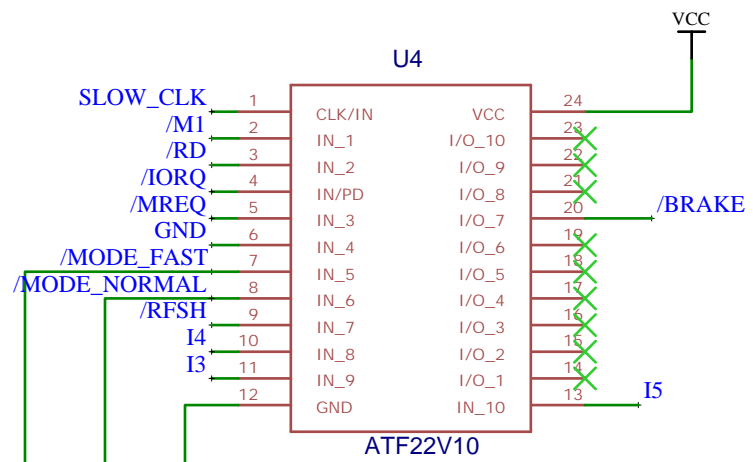 VCC
U4
SLOW_CLK 1 CLK/IN VCC 24
/M1 2 IN_1 I/O_10 23
/RD 3 IN_2 I/O_9 22
/IORQ 4 IN/PD I/O_8 21
/MREQ 5 IN_3 I/O_7 20 /BRAKE
GND 6 IN_4 I/O_6 19
/MODE_FAST 7 IN_5 I/O_5 18
/MODE_NORMAL 8 IN_6 I/O_4 17
/RFSH 9 IN_7 I/O_3 16
I4 10 IN_8 I/O_2 15
I3 11 IN_9 I/O_1 14
12 GND IN_10 13 I5
ATF22V10